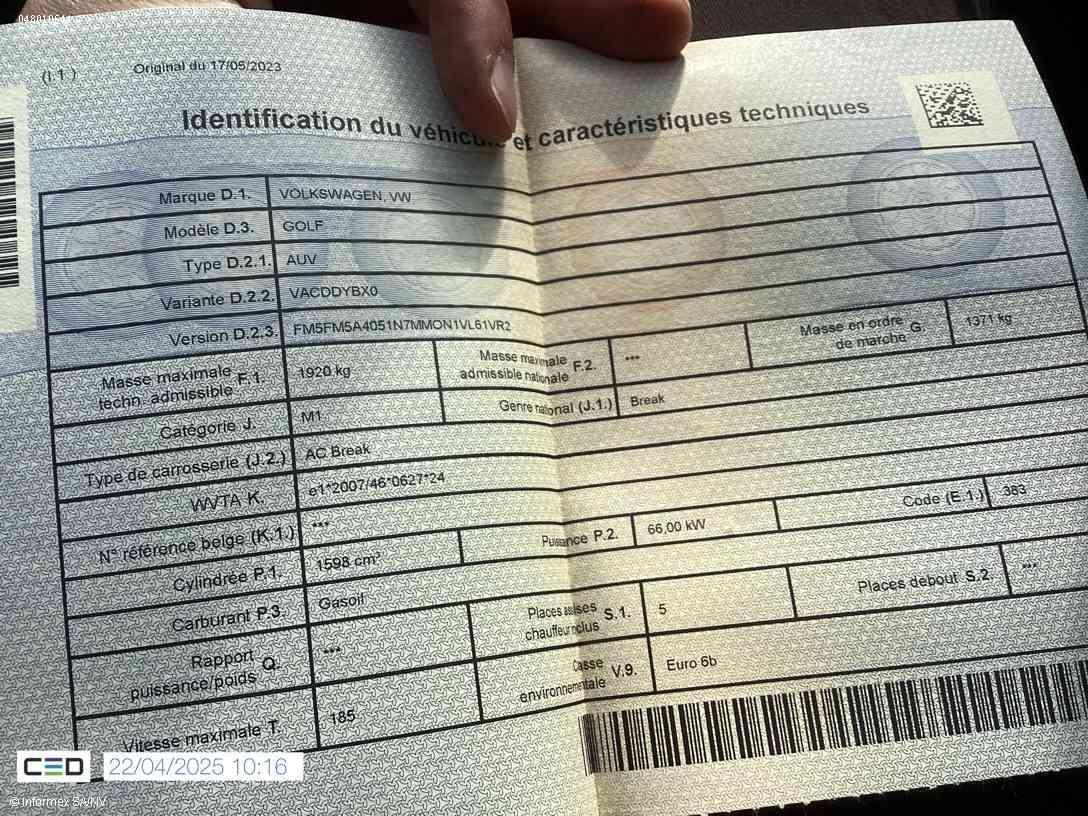 048010644
(I.1)
Original du 17/05/2023
Identification du véhicule et caractéristiques techniques
Marque D.1. VOLKSWAGEN, VW
Modèle D.3. GOLF
Type D.2.1. AUV
Variante D.2.2. VACDDYBX0
Version D.2.3. FM5FM5A4051N7MMON1VL61VR2
Masse maximale techn. admissible F.1. 1920 kg Masse maximale admissible nationale F.2. *** Masse en ordre de marche G. 1371 kg
Catégorie J. M1 Genre national (J.1.) Break
Type de carrosserie (J.2.) AC Break
WVTA K. e1*2007/46*0627*24
N° référence belge (K.1.) ***
Cylindrée P.1. 1598 cm³ Puissance P.2. 66,00 kW Code (E.1.) 383
Carburant P.3. Gasoil
Rapport puissance/poids Q. *** Places assises chauffeur inclus S.1. 5 Places debout S.2. ***
Vitesse maximale T. 185 Classe environnementale V.9. Euro 6b
CED 22/04/2025 10:16
© Informex SA/NV